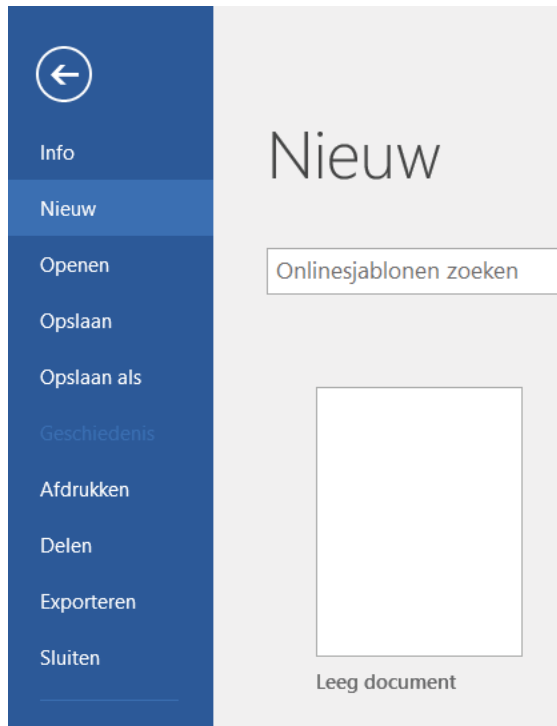 Info
Nieuw
Openen
Opslaan
Opslaan als
Geschiedenis
Afdrukken
Delen
Exporteren
Sluiten
Nieuw
Onlinesjablonen zoeken
Leeg document